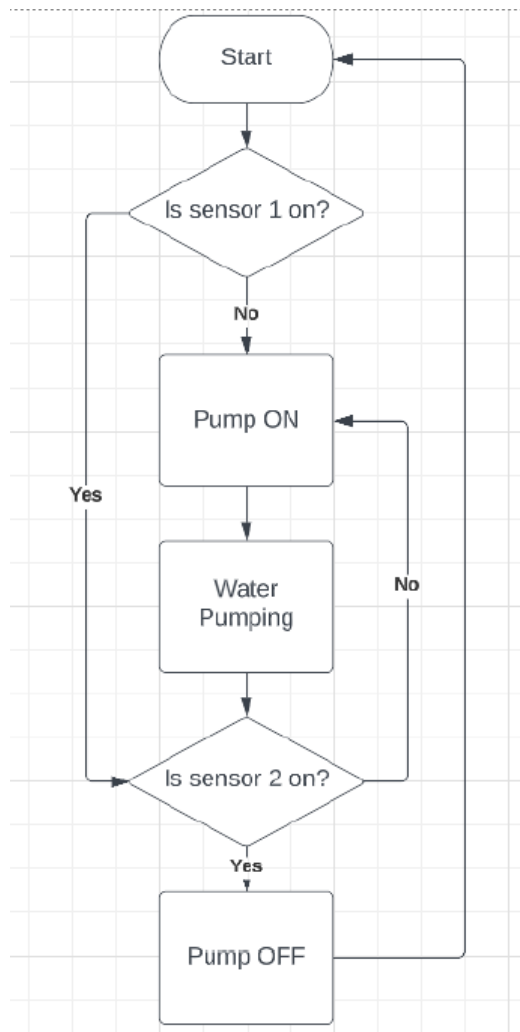 Start
Is sensor 1 on?
No
Pump ON
Yes
Water
Pumping
No
Is sensor 2 on?
Yes
Pump OFF